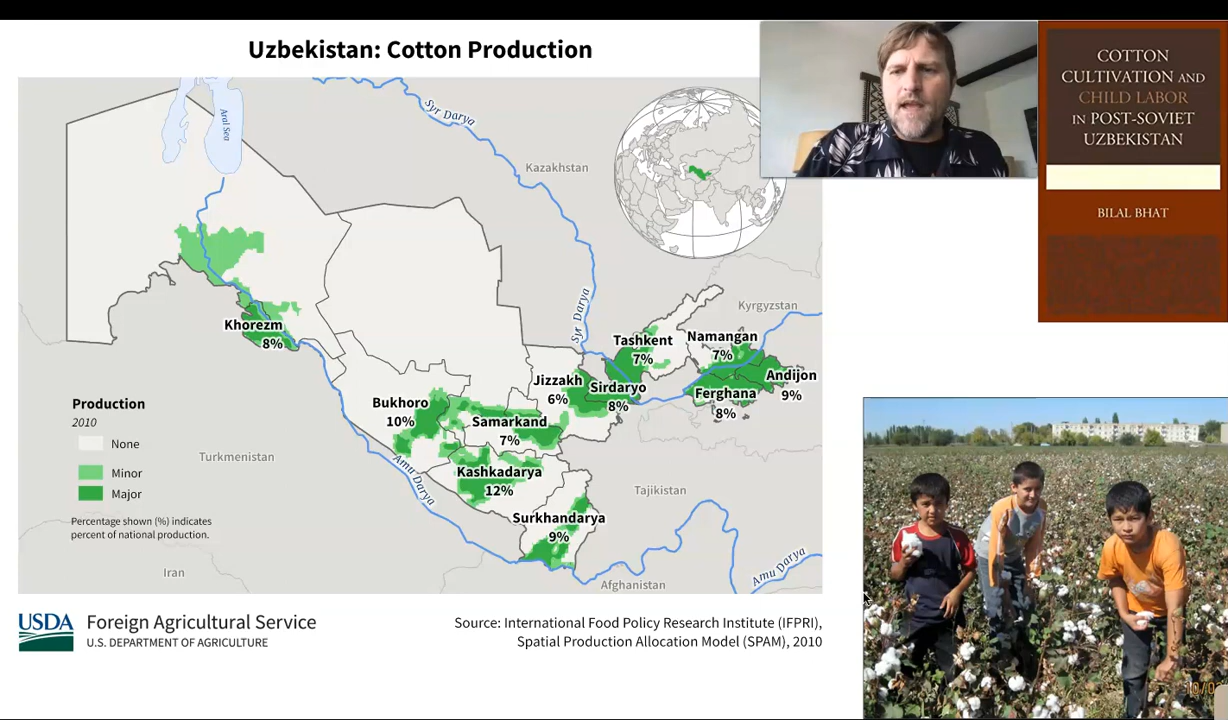 Uzbekistan: Cotton Production
Aral Sea
Syr Darya
Kazakhstan
Kyrgyzstan
Syr Darya
Khorezm
8%
Tashkent
7%
Namangan
7%
Andijon
9%
Ferghana
8%
Jizzakh
6%
Sirdaryo
8%
Bukhoro
10%
Samarkand
7%
Kashkadarya
12%
Surkhandarya
9%
Amu Darya
Turkmenistan
Tajikistan
Iran
Afghanistan
Amu Darya
Production
2010
None
Minor
Major
Percentage shown (%) indicates
percent of national production.
USDA
Foreign Agricultural Service
U.S. DEPARTMENT OF AGRICULTURE
Source: International Food Policy Research Institute (IFPRI),
Spatial Production Allocation Model (SPAM), 2010
COTTON
CULTIVATION AND
CHILD LABOR
IN POST-SOVIET
UZBEKISTAN
BILAL BHAT